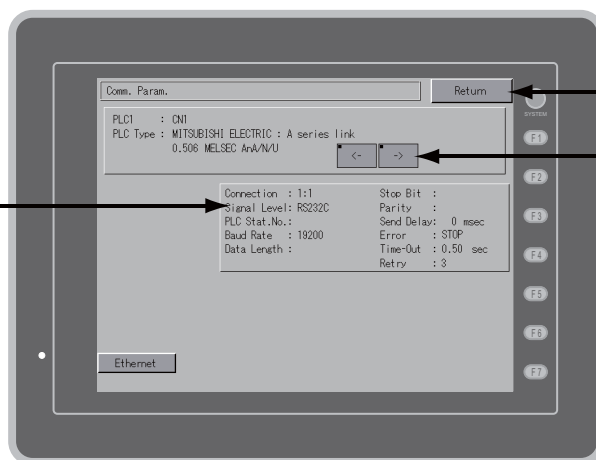 Comm. Param.
Return
SYSTEM
PLC1 : CN1
PLC Type : MITSUBISHI ELECTRIC : A series link
0.506 MELSEC AnA/N/U
<- ->
F1
F2
F3
F4
F5
F6
F7
Connection : 1:1
Signal Level: RS232C
PLC Stat.No.:
Baud Rate : 19200
Data Length :
Stop Bit :
Parity :
Send Delay: 0 msec
Error : STOP
Time-Out : 0.50 sec
Retry : 3
Ethernet